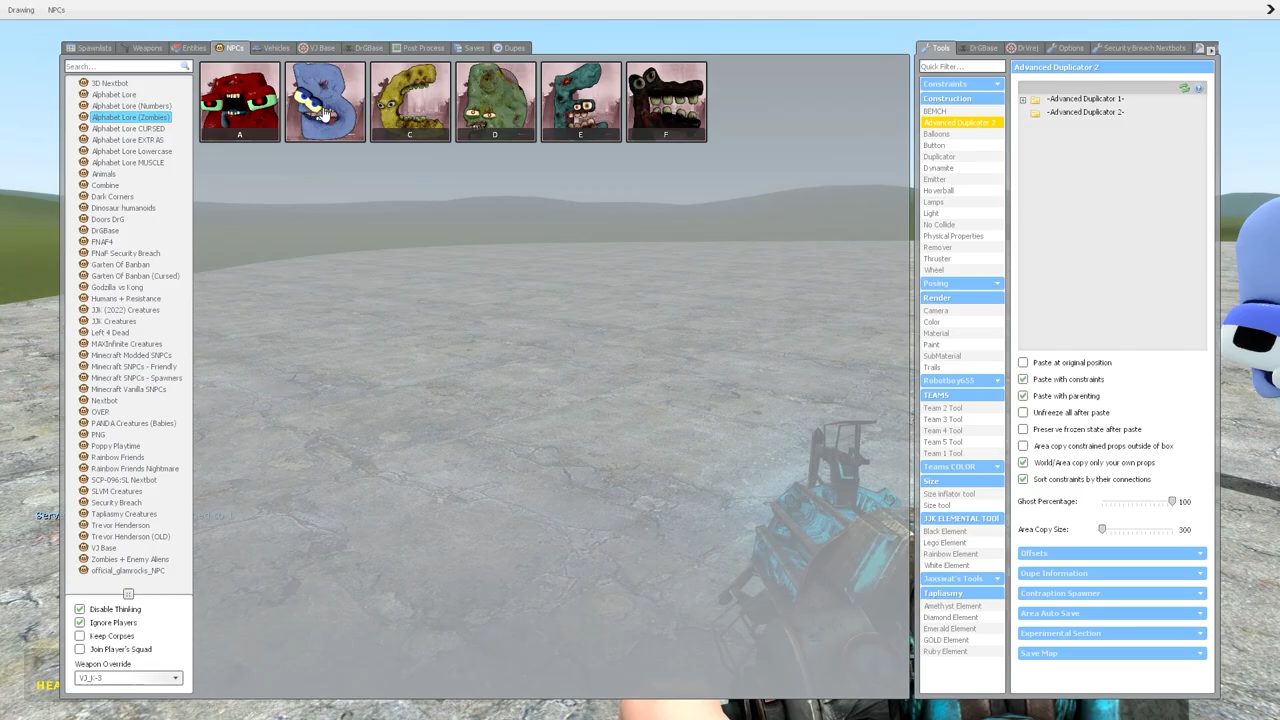 Drawing NPCs
Spawnlists Weapons Entities NPCs Vehicles VJ Base DrGBase Post Process Saves Dupes
Search...
3D Nextbot
Alphabet Lore
Alphabet Lore (Numbers)
Alphabet Lore (Zombies)
Alphabet Lore CURSED
Alphabet Lore EXTRAS
Alphabet Lore Lowercase
Alphabet Lore MUSCLE
Animals
Combine
Dark Corners
Dinosaur humanoids
Doors DrG
DrGBase
FNAF4
FNaF Security Breach
Garten Of Banban
Garten Of Banban (Cursed)
Godzilla vs Kong
Humans + Resistance
JJK (2022) Creatures
JJK Creatures
Left 4 Dead
MAXInfinite Creatures
Minecraft Modded SNPCs
Minecraft SNPCs - Friendly
Minecraft SNPCs - Spawners
Minecraft Vanilla SNPCs
Nextbot
OVER
PANDA Creatures (Babies)
PNG
Poppy Playtime
Rainbow Friends
Rainbow Friends Nightmare
SCP-096:SL Nextbot
SLVM Creatures
Security Breach
Tapliasmy Creatures
Trevor Henderson
Trevor Henderson (OLD)
VJ Base
Zombies + Enemy Aliens
official_glamrocks_NPC
Disable Thinking
Ignore Players
Keep Corpses
Join Player's Squad
Weapon Override
VJ_K-3
A C D E F
Tools DrGBase DrVrej Options Security Breach Nextbots
Quick Filter...
Constraints
Construction
BEMCH
Advanced Duplicator 2
Balloons
Button
Duplicator
Dynamite
Emitter
Hoverball
Lamps
Light
No Collide
Physical Properties
Remover
Thruster
Wheel
Posing
Render
Camera
Color
Material
Paint
SubMaterial
Trails
Robotboy655
TEAMS
Team 2 Tool
Team 3 Tool
Team 4 Tool
Team 5 Tool
Team 1 Tool
Teams COLOR
Size
Size inflator tool
Size tool
JJK ELEMENTAL TOOl
Black Element
Lego Element
Rainbow Element
White Element
Jaxswat's Tools
Tapliasmy
Amethyst Element
Diamond Element
Emerald Element
GOLD Element
Ruby Element
Advanced Duplicator 2
-Advanced Duplicator 1-
-Advanced Duplicator 2-
Paste at original position
Paste with constraints
Paste with parenting
Unfreeze all after paste
Preserve frozen state after paste
Area copy constrained props outside of box
World/Area copy only your own props
Sort constraints by their connections
Ghost Percentage: 100
Area Copy Size: 300
Offsets
Dupe Information
Contraption Spawner
Area Auto Save
Experimental Section
Save Map